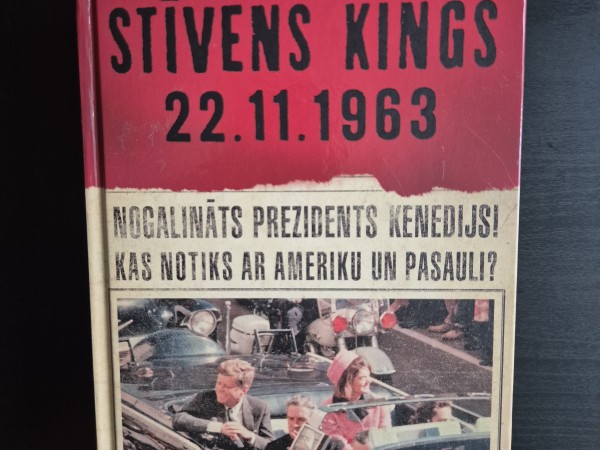 STĪVENS KINGS
22.11.1963
NOGALINĀTS PREZIDENTS KENEDIJS!
KAS NOTIKS AR AMERIKU UN PASAULI?